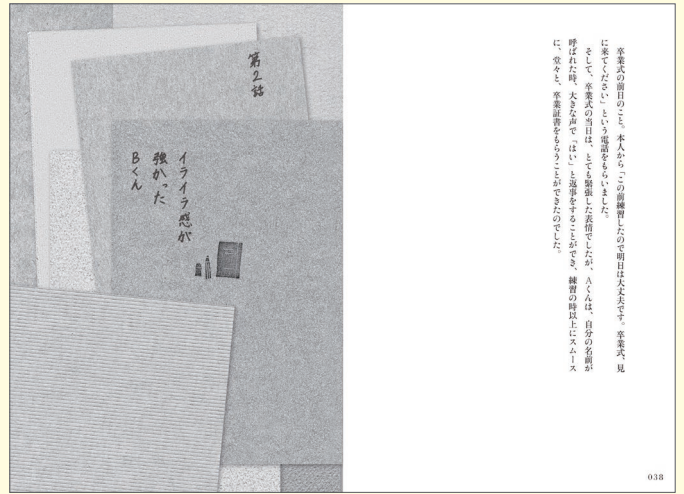 卒業式の前日のこと。本人から「この前練習したので明日は大丈夫です。卒業式、見
に来てください」という電話をもらいました。
そして、卒業式の当日は、とても緊張した表情でしたが、Aくんは、自分の名前が
呼ばれた時、大きな声で「はい」と返事をすることができ、練習の時以上にスムース
に、堂々と、卒業証書をもらうことができたのでした。
038
第2話
イライラ感が
強かった
Bくん